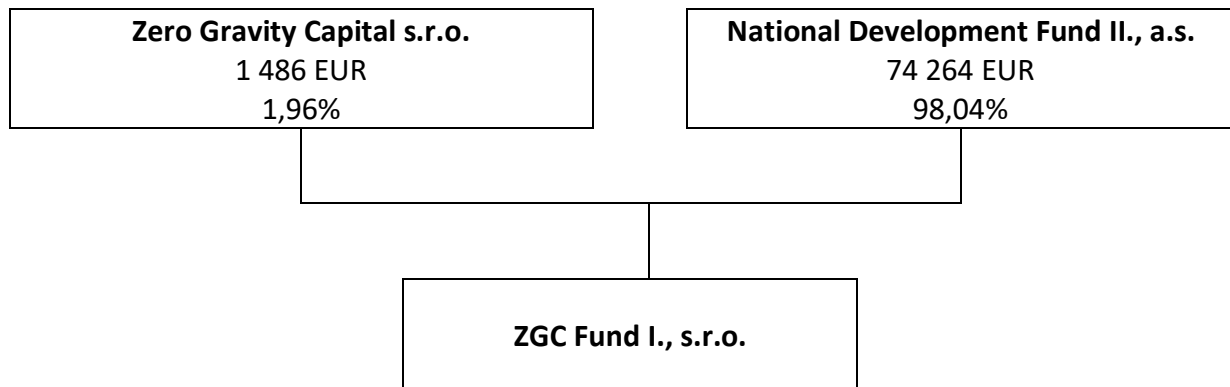 Zero Gravity Capital s.r.o.
1 486 EUR
1,96%
National Development Fund II., a.s.
74 264 EUR
98,04%
ZGC Fund I., s.r.o.